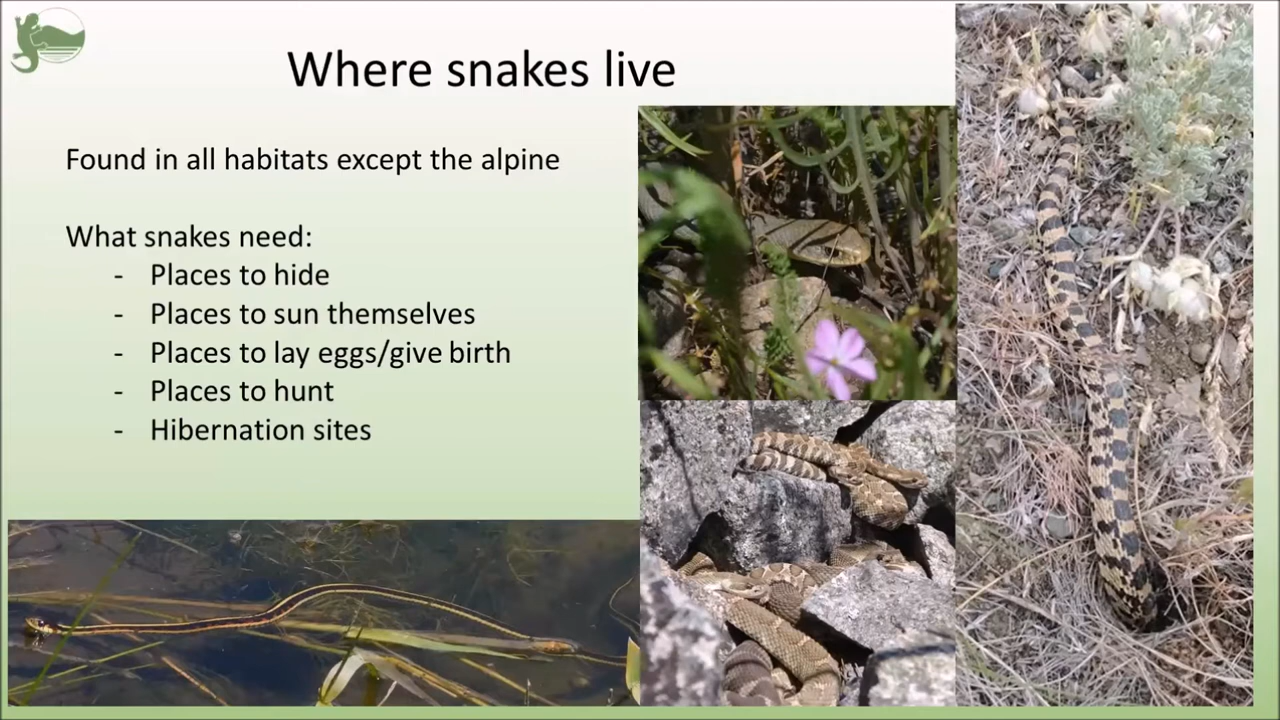 Where snakes live
Found in all habitats except the alpine
What snakes need:
- Places to hide
- Places to sun themselves
- Places to lay eggs/give birth
- Places to hunt
- Hibernation sites